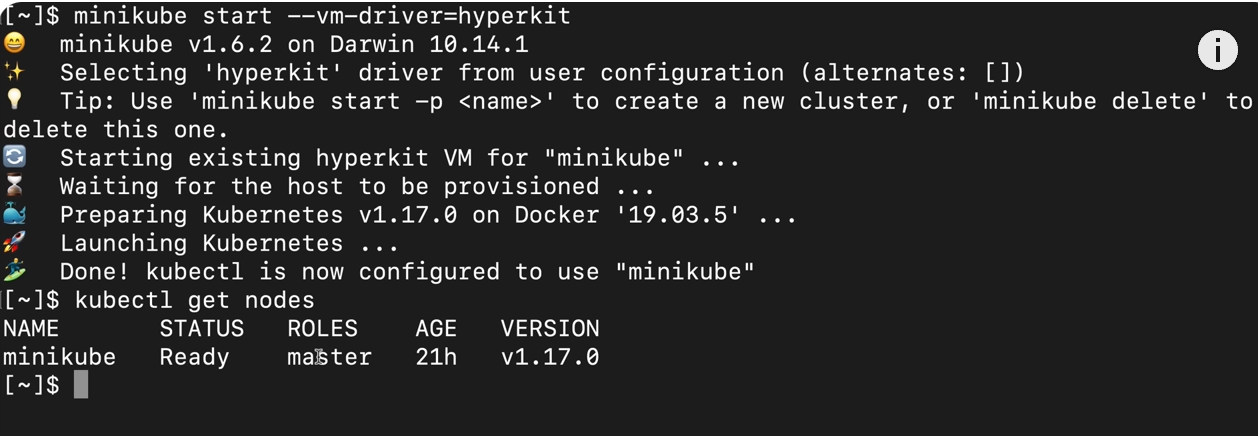 [~]$ minikube start --vm-driver=hyperkit
😄 minikube v1.6.2 on Darwin 10.14.1
✨ Selecting 'hyperkit' driver from user configuration (alternates: [])
💡 Tip: Use 'minikube start -p <name>' to create a new cluster, or 'minikube delete' to
delete this one.
🔄 Starting existing hyperkit VM for "minikube" ...
⌛ Waiting for the host to be provisioned ...
🐳 Preparing Kubernetes v1.17.0 on Docker '19.03.5' ...
🚀 Launching Kubernetes ...
🏄 Done! kubectl is now configured to use "minikube"
[~]$ kubectl get nodes
NAME STATUS ROLES AGE VERSION
minikube Ready master 21h v1.17.0
[~]$